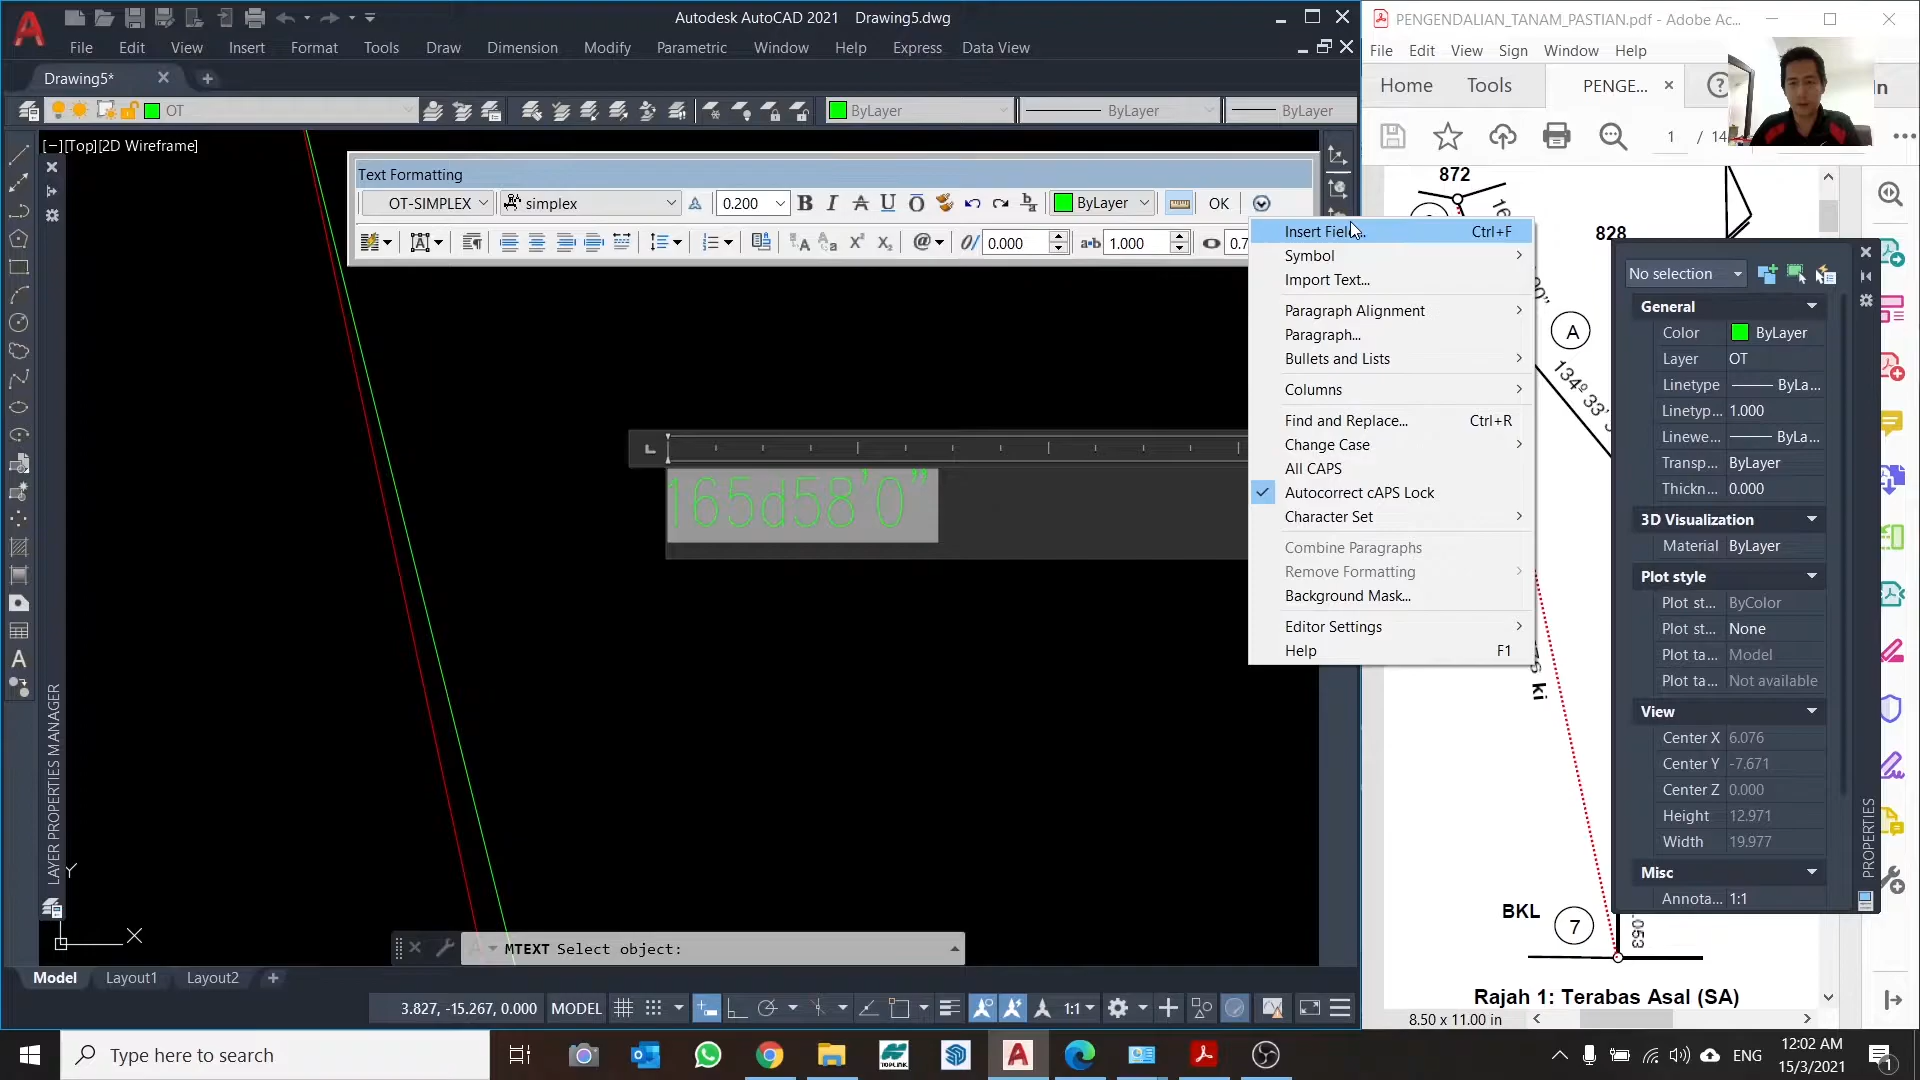 Autodesk AutoCAD 2021 Drawing5.dwg
File Edit View Insert Format Tools Draw Dimension Modify Parametric Window Help Express Data View
Drawing5*
OT
ByLayer
ByLayer
ByLayer
[−][Top][2D Wireframe]
Text Formatting
OT-SIMPLEX simplex 0.200 B I A U O ByLayer OK
@ 0/ 0.000 a•b 1.000 0.7
Insert Field... Ctrl+F
Symbol
Import Text...
Paragraph Alignment
Paragraph...
Bullets and Lists
Columns
Find and Replace... Ctrl+R
Change Case
All CAPS
Autocorrect cAPS Lock
Character Set
Combine Paragraphs
Remove Formatting
Background Mask...
Editor Settings
Help F1
165d58'0"
LAYER PROPERTIES MANAGER
Y
X
MTEXT Select object:
Model Layout1 Layout2 +
3.827, -15.267, 0.000 MODEL 1:1
PENGENDALIAN_TANAM_PASTIAN.pdf - Adobe Ac...
File Edit View Sign Window Help
Home Tools PENGE... In
1 / 14
872
828
A
134° 33'
ki
BKL
7
.053
Rajah 1: Terabas Asal (SA)
8.50 x 11.00 in
No selection
General
Color ByLayer
Layer OT
Linetype ByLa...
Linetyp... 1.000
Linewe... ByLa...
Transp... ByLayer
Thickn... 0.000
3D Visualization
Material ByLayer
Plot style
Plot st... ByColor
Plot st... None
Plot ta... Model
Plot ta... Not available
View
Center X 6.076
Center Y -7.671
Center Z 0.000
Height 12.971
Width 19.977
Misc
Annota... 1:1
PROPERTIES
Type here to search
TOPLINK
ENG
12:02 AM
15/3/2021
1